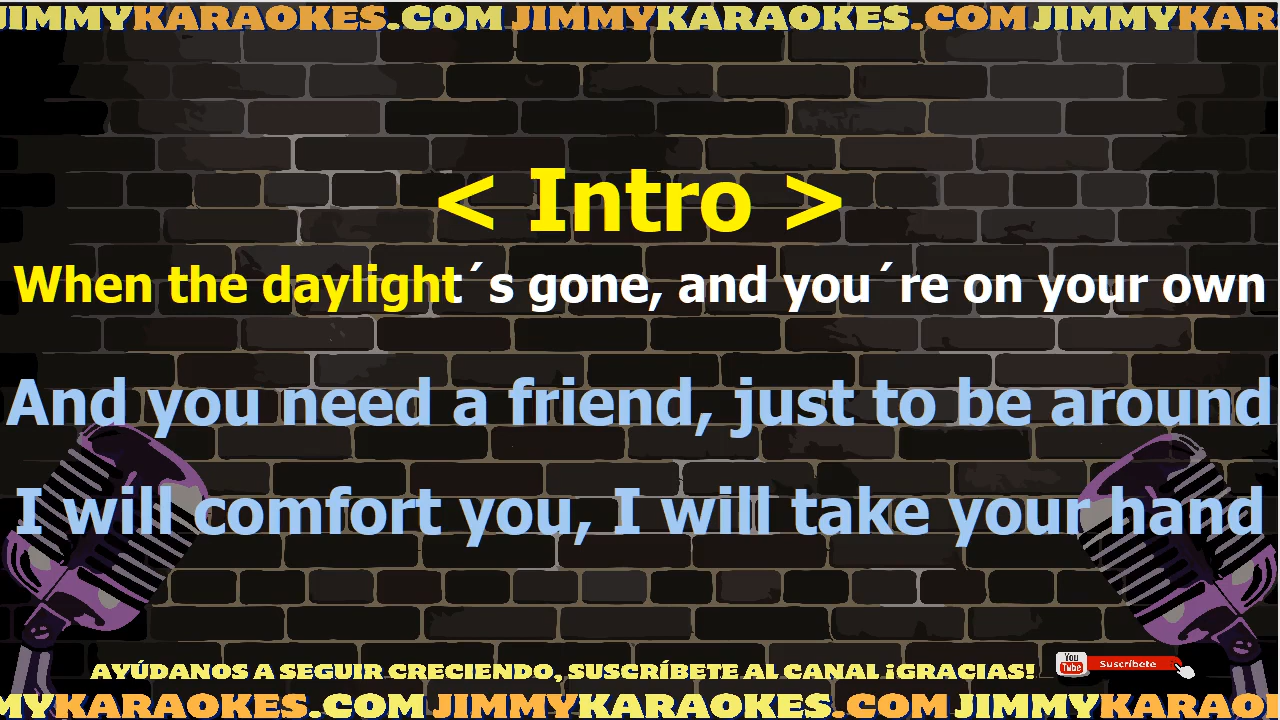 JIMMYKARAOKES.COM JIMMYKARAOKES.COM JIMMYKAR
< Intro >
When the daylight´s gone, and you´re on your own
And you need a friend, just to be around
I will comfort you, I will take your hand
AYÚDANOS A SEGUIR CRECIENDO, SUSCRÍBETE AL CANAL ¡GRACIAS!
You Tube Suscríbete
MYKARAOKES.COM JIMMYKARAOKES.COM JIMMYKARAOI